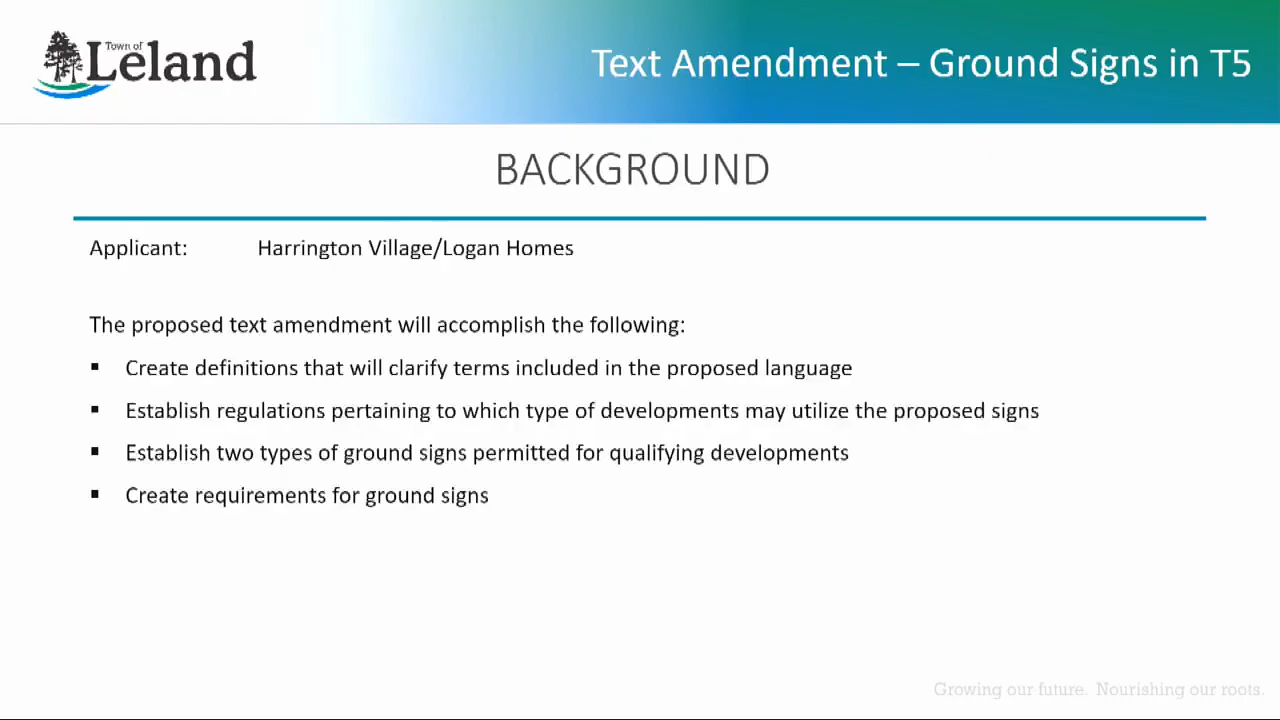 Town of
Leland
Text Amendment – Ground Signs in T5
BACKGROUND
Applicant: Harrington Village/Logan Homes
The proposed text amendment will accomplish the following:
▪ Create definitions that will clarify terms included in the proposed language
▪ Establish regulations pertaining to which type of developments may utilize the proposed signs
▪ Establish two types of ground signs permitted for qualifying developments
▪ Create requirements for ground signs
Growing our future. Nourishing our roots.